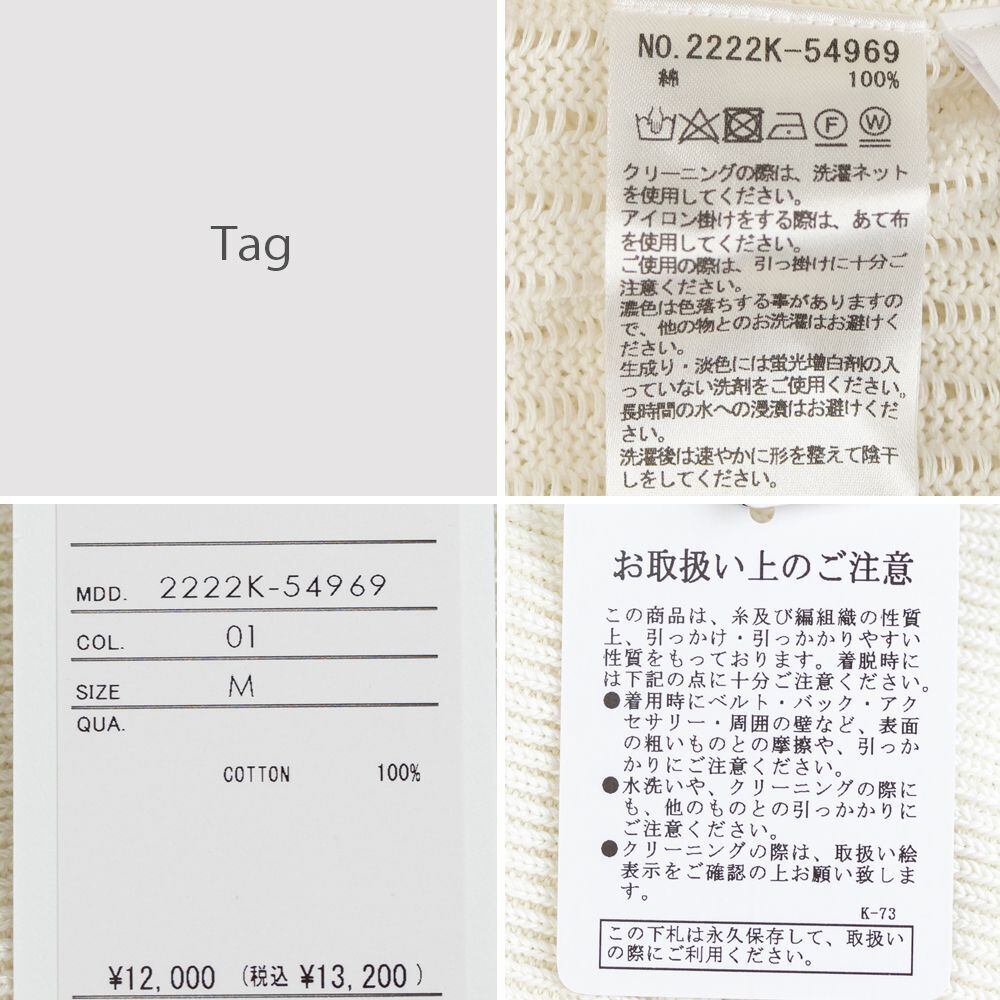 Tag
NO.2222K-54969
綿 100%
F W
クリーニングの際は、洗濯ネット
を使用してください。
アイロン掛けをする際は、あて布
を使用してください。
ご使用の際は、引っ掛けに十分ご
注意ください。
濃色は色落ちする事がありますの
で、他の物とのお洗濯はお避けく
ださい。
生成り・淡色には蛍光増白剤の入
っていない洗剤をご使用ください。
長時間の水への浸漬はお避けくだ
さい。
洗濯後は速やかに形を整えて陰干
しをしてください。
MDD. 2222K-54969
COL. 01
SIZE M
QUA.
COTTON 100%
¥12,000 (税込 ¥13,200)
お取扱い上のご注意
この商品は、糸及び編組織の性質
上、引っかけ・引っかかりやすい
性質をもっております。着脱時に
は下記の点に十分ご注意ください。
●着用時にベルト・バック・アク
セサリー・周囲の壁など、表面
の粗いものとの摩擦や、引っか
かりにご注意ください。
●水洗いや、クリーニングの際に
も、他のものとの引っかかりに
ご注意ください。
●クリーニングの際は、取扱い絵
表示をご確認の上お願い致しま
す。
K-73
この下札は永久保存して、取扱い
の際にご利用ください。